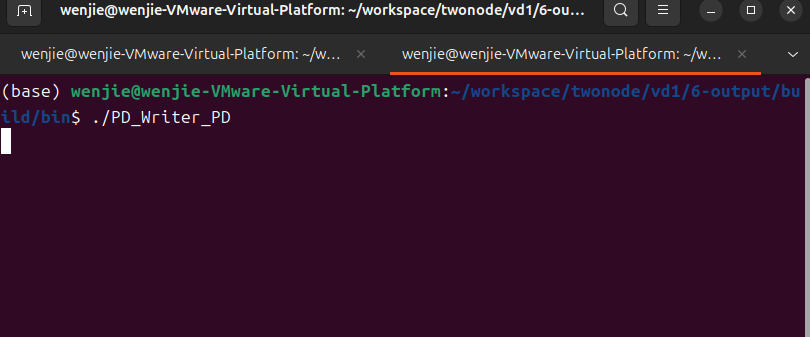 wenjie@wenjie-VMware-Virtual-Platform: ~/workspace/twonode/vd1/6-ou...
wenjie@wenjie-VMware-Virtual-Platform: ~/w...
wenjie@wenjie-VMware-Virtual-Platform: ~/w...
(base) wenjie@wenjie-VMware-Virtual-Platform:~/workspace/twonode/vd1/6-output/bu
ild/bin$ ./PD_Writer_PD